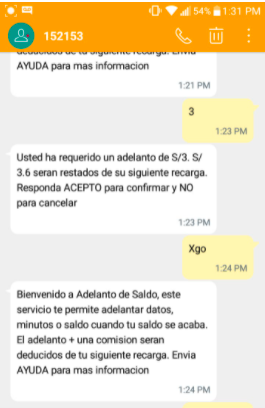 54% 1:31 PM
152153
deducidos de tu siguiente recarga. Envia
AYUDA para mas informacion
1:21 PM
3
1:23 PM
Usted ha requerido un adelanto de S/3. S/
3.6 seran restados de su siguiente recarga.
Responda ACEPTO para confirmar y NO
para cancelar
1:23 PM
Xgo
1:24 PM
Bienvenido a Adelanto de Saldo, este
servicio te permite adelantar datos,
minutos o saldo cuando tu saldo se acaba.
El adelanto + una comision seran
deducidos de tu siguiente recarga. Envia
AYUDA para mas informacion
1:24 PM